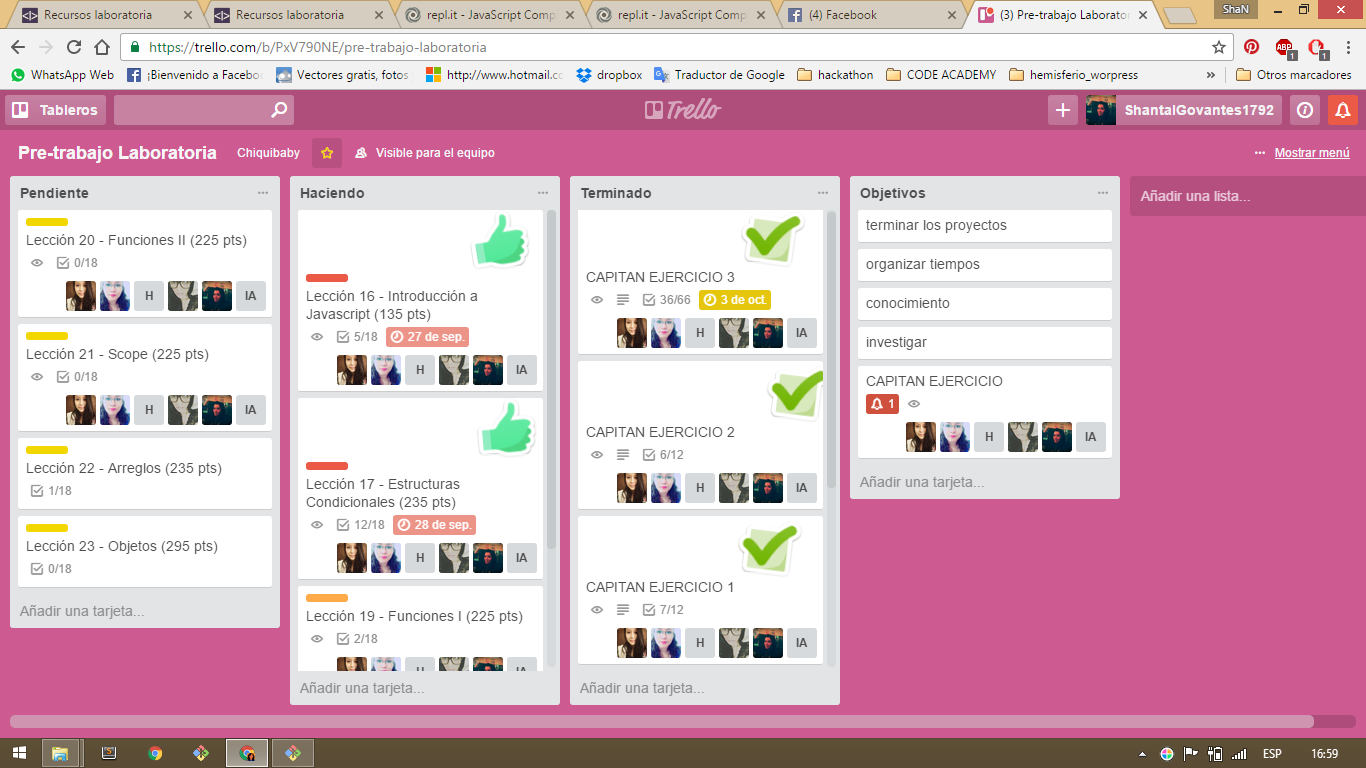 Recursos laboratoria
Recursos laboratoria
repl.it - JavaScript Comp
repl.it - JavaScript Comp
(4) Facebook
(3) Pre-trabajo Laborator
ShaN
https://trello.com/b/PxV790NE/pre-trabajo-laboratoria
ABP
1
1
WhatsApp Web
¡Bienvenido a Facebo
Vectores gratis, fotos
http://www.hotmail.co
dropbox
Traductor de Google
hackathon
CODE ACADEMY
hemisferio_worpress
»
Otros marcadores
Tableros
Trello
ShantalGovantes1792
Pre-trabajo Laboratoria
Chiquibaby
Visible para el equipo
Mostrar menú
Pendiente
Lección 20 - Funciones II (225 pts)
0/18
H
IA
Lección 21 - Scope (225 pts)
0/18
H
IA
Lección 22 - Arreglos (235 pts)
1/18
Lección 23 - Objetos (295 pts)
0/18
Añadir una tarjeta...
Haciendo
Lección 16 - Introducción a
Javascript (135 pts)
5/18
27 de sep.
H
IA
Lección 17 - Estructuras
Condicionales (235 pts)
12/18
28 de sep.
H
IA
Lección 19 - Funciones I (225 pts)
2/18
H
IA
Añadir una tarjeta...
Terminado
CAPITAN EJERCICIO 3
36/66
3 de oct.
H
IA
CAPITAN EJERCICIO 2
6/12
H
IA
CAPITAN EJERCICIO 1
7/12
H
IA
Añadir una tarjeta...
Objetivos
terminar los proyectos
organizar tiempos
conocimiento
investigar
CAPITAN EJERCICIO
1
H
IA
Añadir una tarjeta...
Añadir una lista...
ESP
16:59